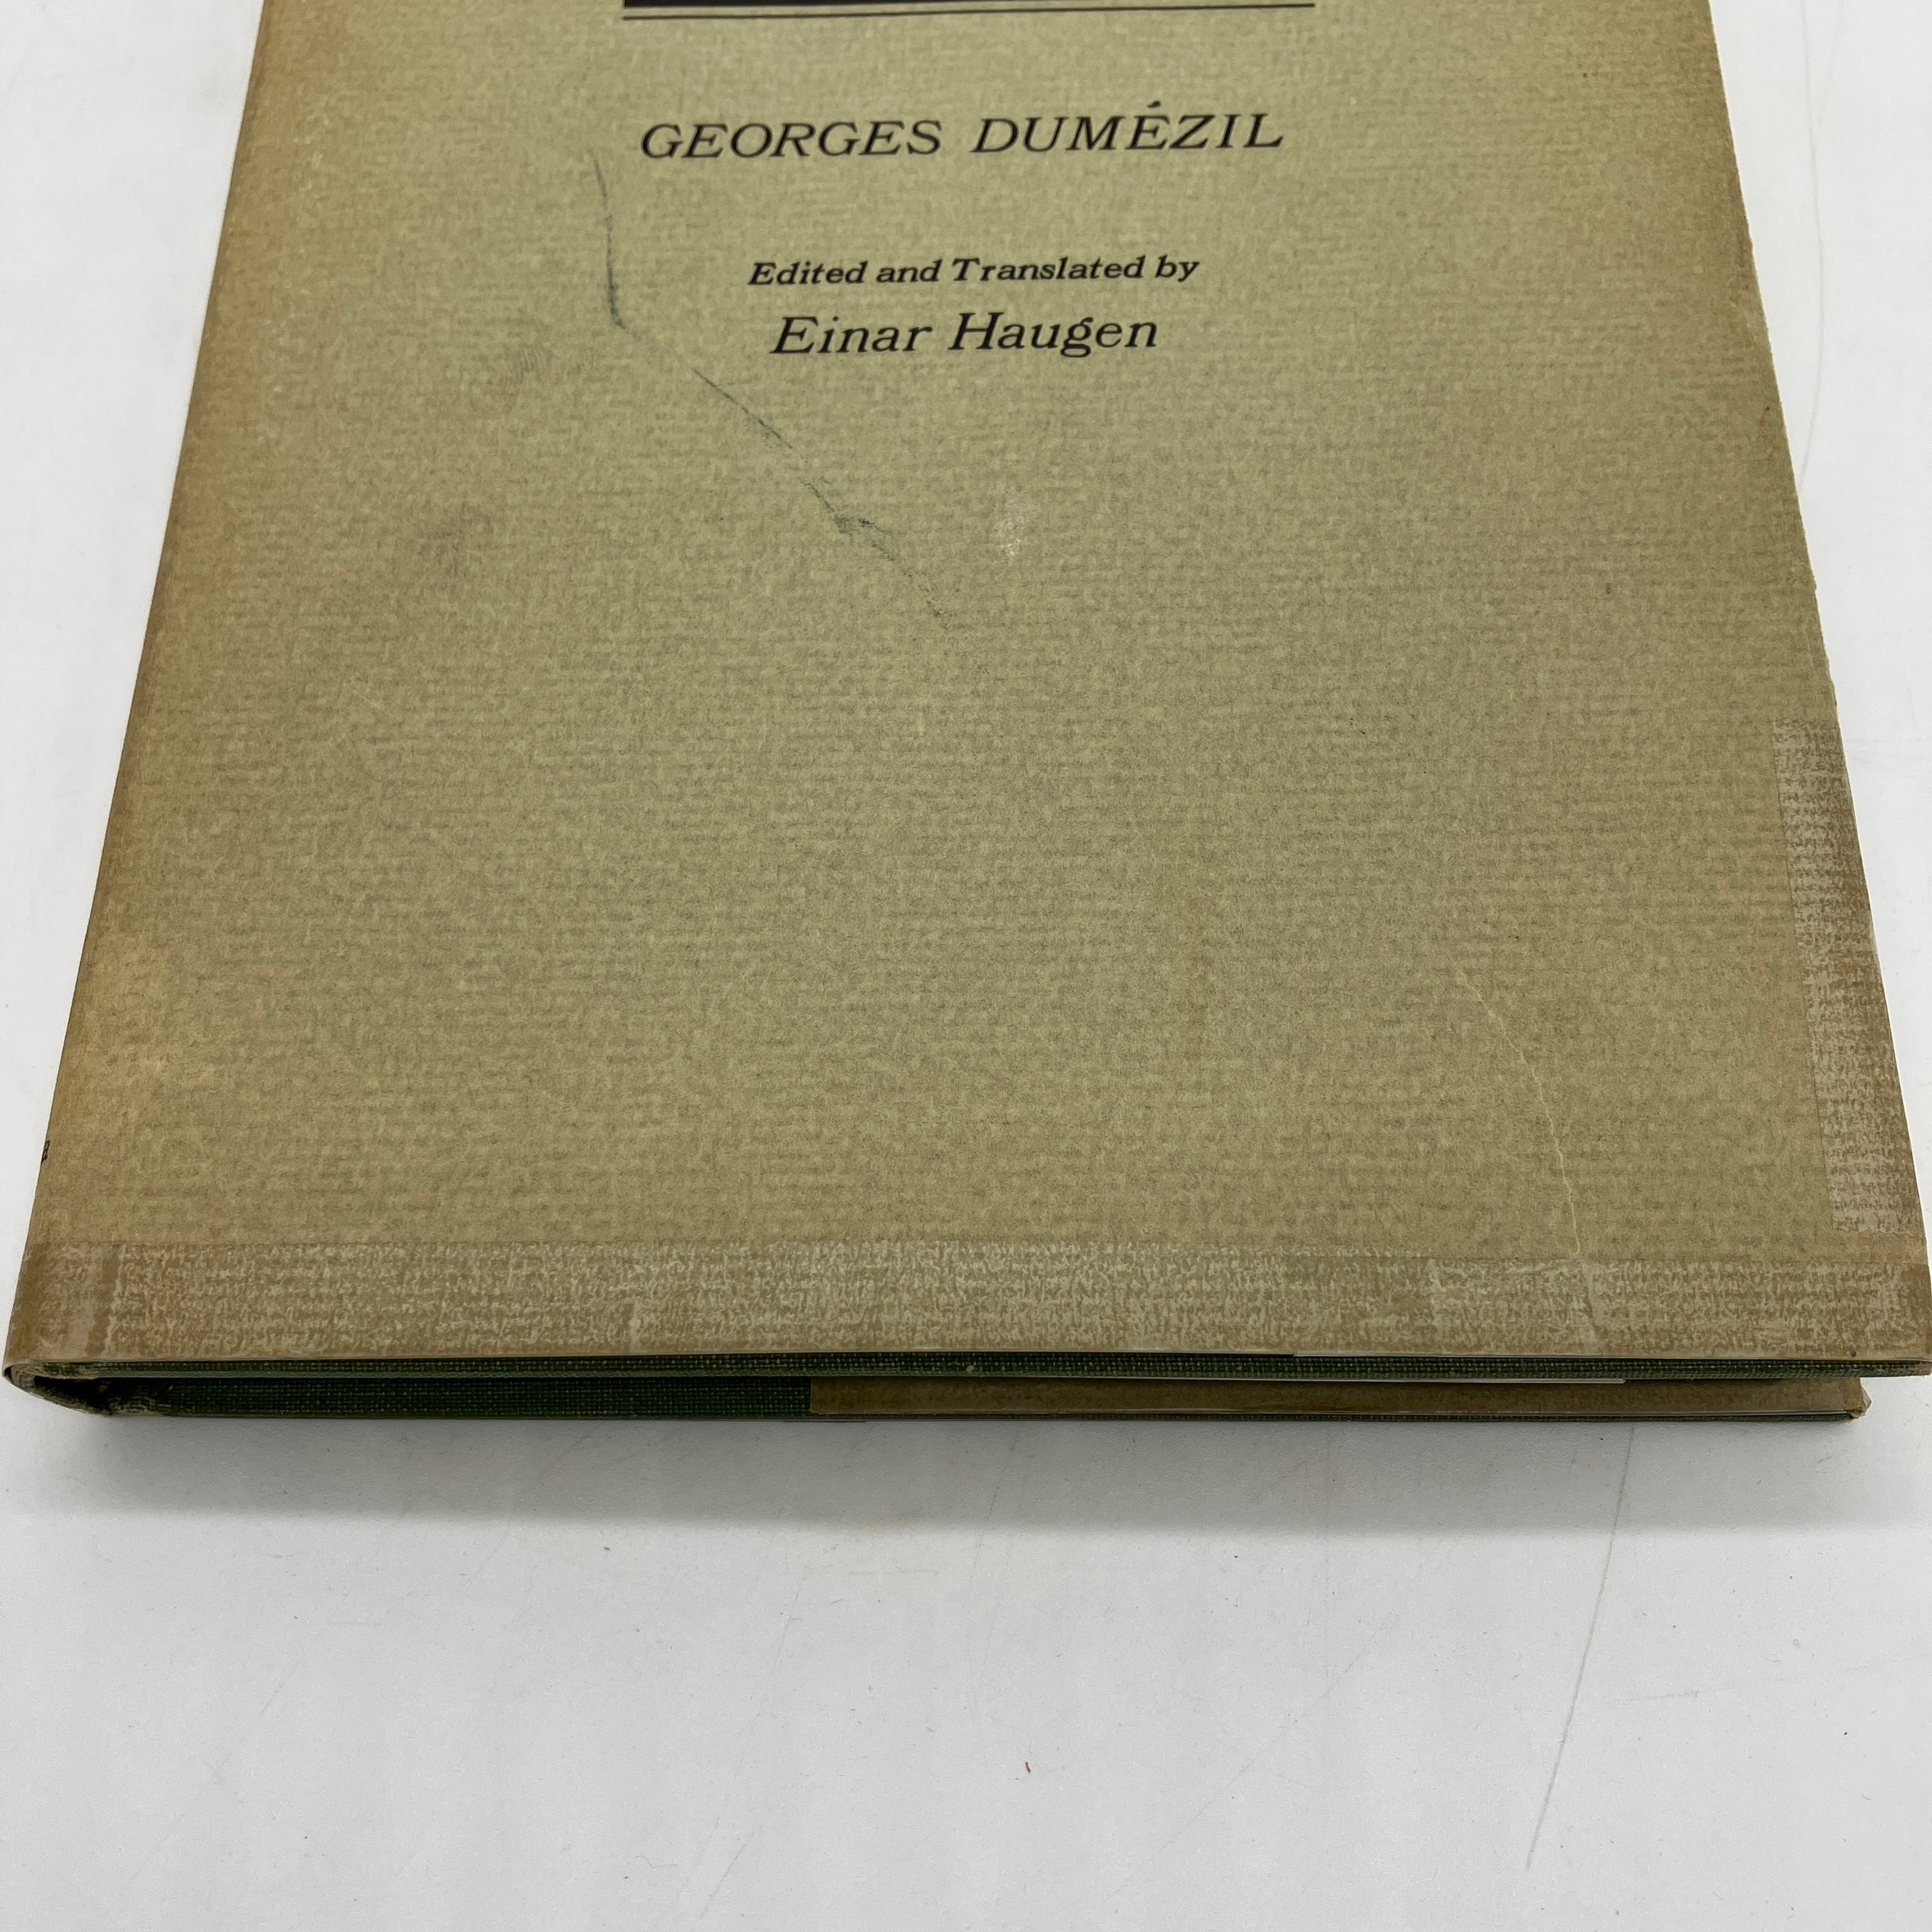 GEORGES DUMÉZIL
Edited and Translated by
Einar Haugen